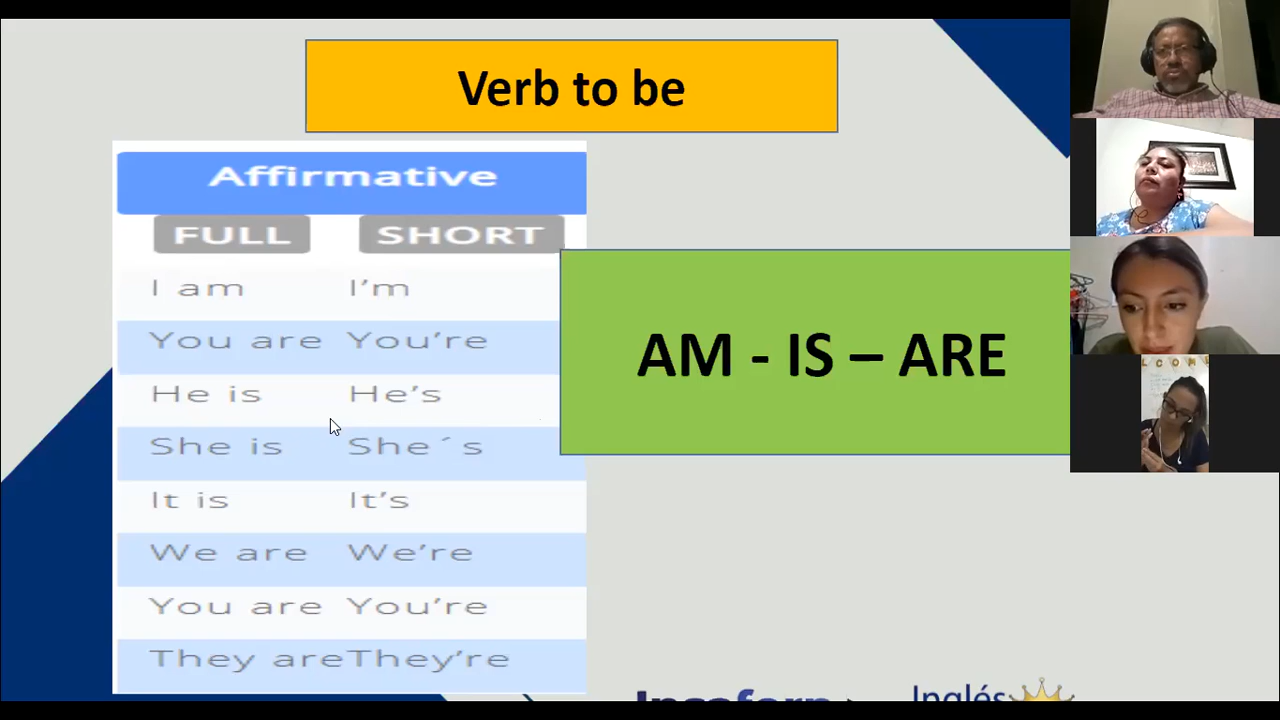 Verb to be
Affirmative
FULL SHORT
I am I'm
You are You're
He is He's
She is She´s
It is It's
We are We're
You are You're
They are They're
AM - IS – ARE
Inglés
L C O M